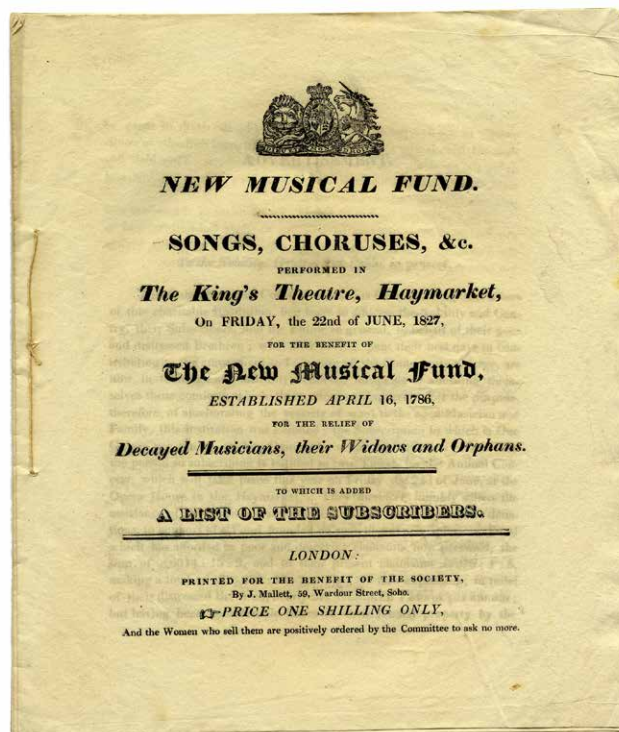 NEW MUSICAL FUND.
SONGS, CHORUSES, &c.
PERFORMED IN
The King's Theatre, Haymarket,
On FRIDAY, the 22nd of JUNE, 1827,
FOR THE BENEFIT OF
The New Musical Fund,
ESTABLISHED APRIL 16, 1786,
FOR THE RELIEF OF
Decayed Musicians, their Widows and Orphans.
TO WHICH IS ADDED
A LIST OF THE SUBSCRIBERS.
LONDON:
PRINTED FOR THE BENEFIT OF THE SOCIETY,
By J. Mallett, 59, Wardour Street, Soho.
PRICE ONE SHILLING ONLY,
And the Women who sell them are positively ordered by the Committee to ask no more.